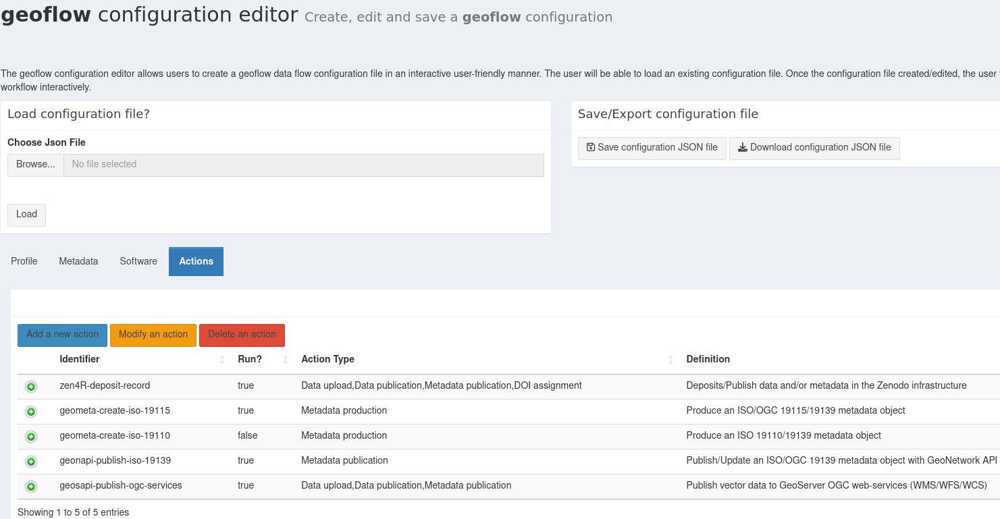 geoflow configuration editor Create, edit and save a geoflow configuration
The geoflow configuration editor allows users to create a geoflow data flow configuration file in an interactive user-friendly manner. The user will be able to load an existing configuration file. Once the configuration file created/edited, the user
workflow interactively.
Load configuration file?
Save/Export configuration file
Choose Json File
Browse... No file selected
Save configuration JSON file Download configuration JSON file
Load
Profile Metadata Software Actions
Add a new action Modify an action Delete an action
Identifier Run? Action Type Definition
zen4R-deposit-record true Data upload,Data publication,Metadata publication,DOI assignment Deposits/Publish data and/or metadata in the Zenodo infrastructure
geometa-create-iso-19115 true Metadata production Produce an ISO/OGC 19115/19139 metadata object
geometa-create-iso-19110 false Metadata production Produce an ISO 19110/19139 metadata object
geonapi-publish-iso-19139 true Metadata publication Publish/Update an ISO/OGC 19139 metadata object with GeoNetwork API
geosapi-publish-ogc-services true Data upload,Data publication,Metadata publication Publish vector data to GeoServer OGC web-services (WMS/WFS/WCS)
Showing 1 to 5 of 5 entries